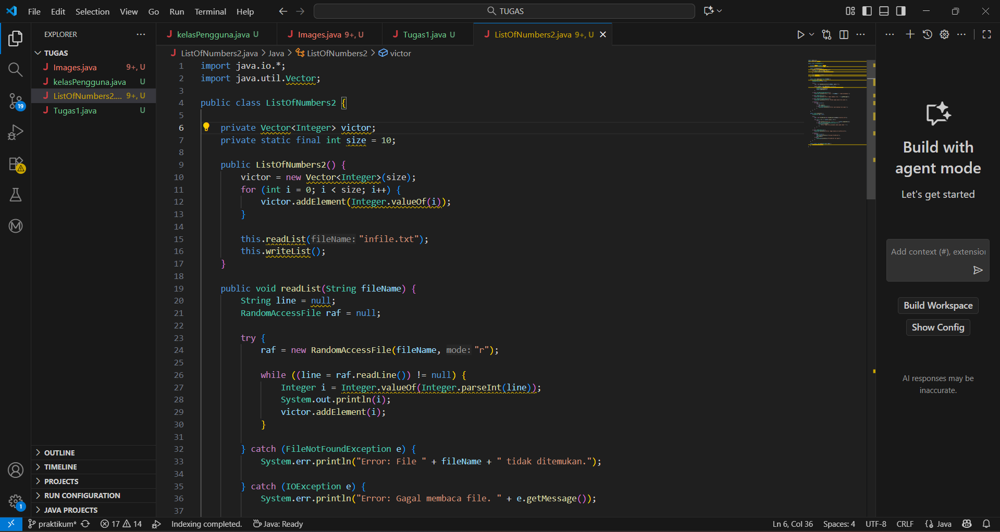 File Edit Selection View Go Run Terminal Help
TUGAS
EXPLORER
TUGAS
Images.java 9+, U
kelasPengguna.java U
ListOfNumbers2.... 9+, U
Tugas1.java U
OUTLINE
TIMELINE
PROJECTS
RUN CONFIGURATION
JAVA PROJECTS
19
1
kelasPengguna.java U
Images.java 9+, U
Tugas1.java U
ListOfNumbers2.java 9+, U
ListOfNumbers2.java > Java > ListOfNumbers2 > victor
1 import java.io.*;
2 import java.util.Vector;
3
4 public class ListOfNumbers2 {
5
6 private Vector<Integer> victor;
7 private static final int size = 10;
8
9 public ListOfNumbers2() {
10 victor = new Vector<Integer>(size);
11 for (int i = 0; i < size; i++) {
12 victor.addElement(Integer.valueOf(i));
13 }
14
15 this.readList(fileName: "infile.txt");
16 this.writeList();
17 }
18
19 public void readList(String fileName) {
20 String line = null;
21 RandomAccessFile raf = null;
22
23 try {
24 raf = new RandomAccessFile(fileName, mode: "r");
25
26 while ((line = raf.readLine()) != null) {
27 Integer i = Integer.valueOf(Integer.parseInt(line));
28 System.out.println(i);
29 victor.addElement(i);
30 }
31
32 } catch (FileNotFoundException e) {
33 System.err.println("Error: File " + fileName + " tidak ditemukan.");
34
35 } catch (IOException e) {
36 System.err.println("Error: Gagal membaca file. " + e.getMessage());
37
Build with
agent mode
Let's get started
Add context (#), extension
Build Workspace
Show Config
AI responses may be
inaccurate.
praktikum* 17 14 Indexing completed. Java: Ready
Ln 6, Col 36 Spaces: 4 UTF-8 CRLF Java